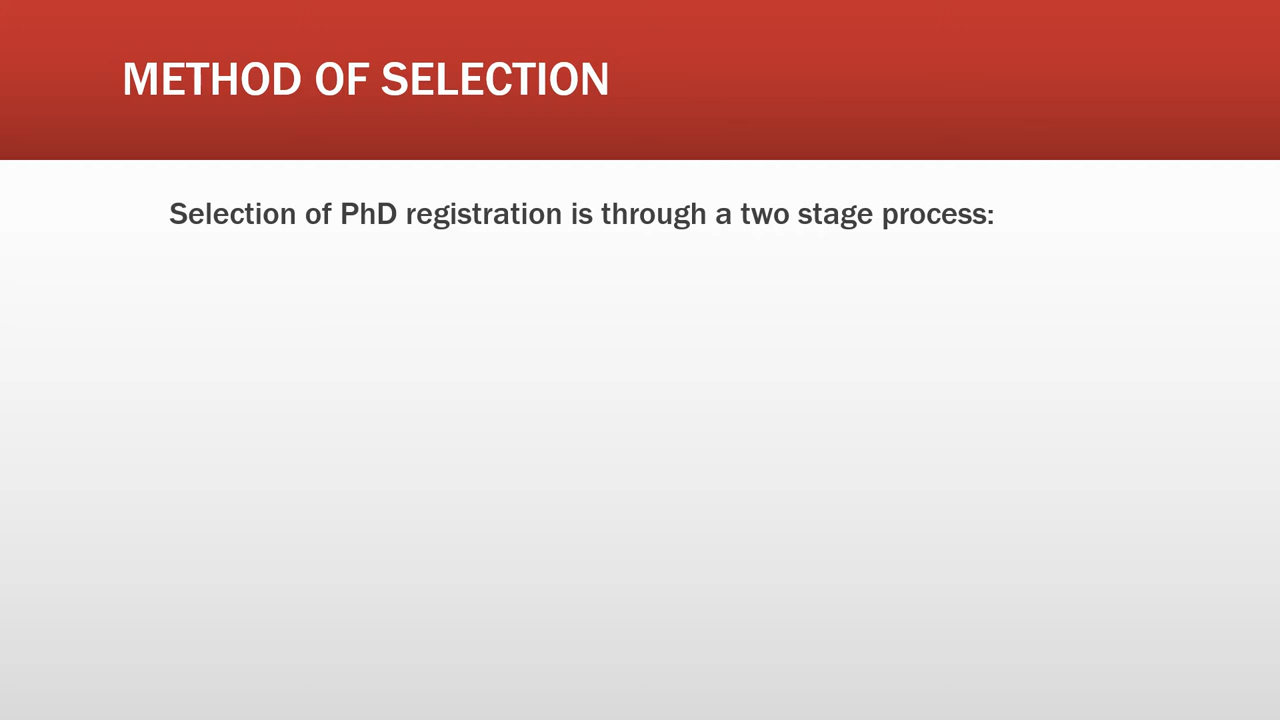 METHOD OF SELECTION
Selection of PhD registration is through a two stage process: